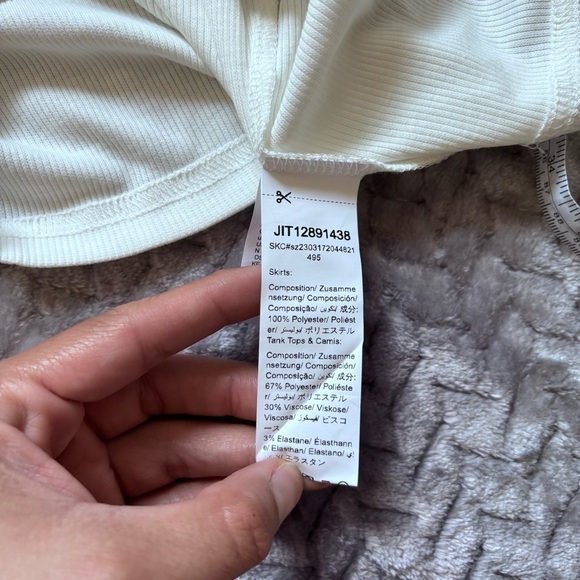 JIT12891438
SKC#sz2303172044821
495
Skirts:
Composition/ Zusamme
nsetzung/ Composición/
Composição/ تكوين/ 成分:
100% Polyester/ Poliést
er/ بوليستر/ ポリエステル
Tank Tops & Camis:
Composition/ Zusamme
nsetzung/ Composición/
Composição/ تكوين/ 成分:
67% Polyester/ Poliéste
r/ بوليستر/ ポリエステル
30% Viscose/ Viskose/
Viscosa/ فيسكوز/ ビスコ
ース
3% Elastane/ Élasthann
e/ Elasthan/ Elastano/
エラスタン